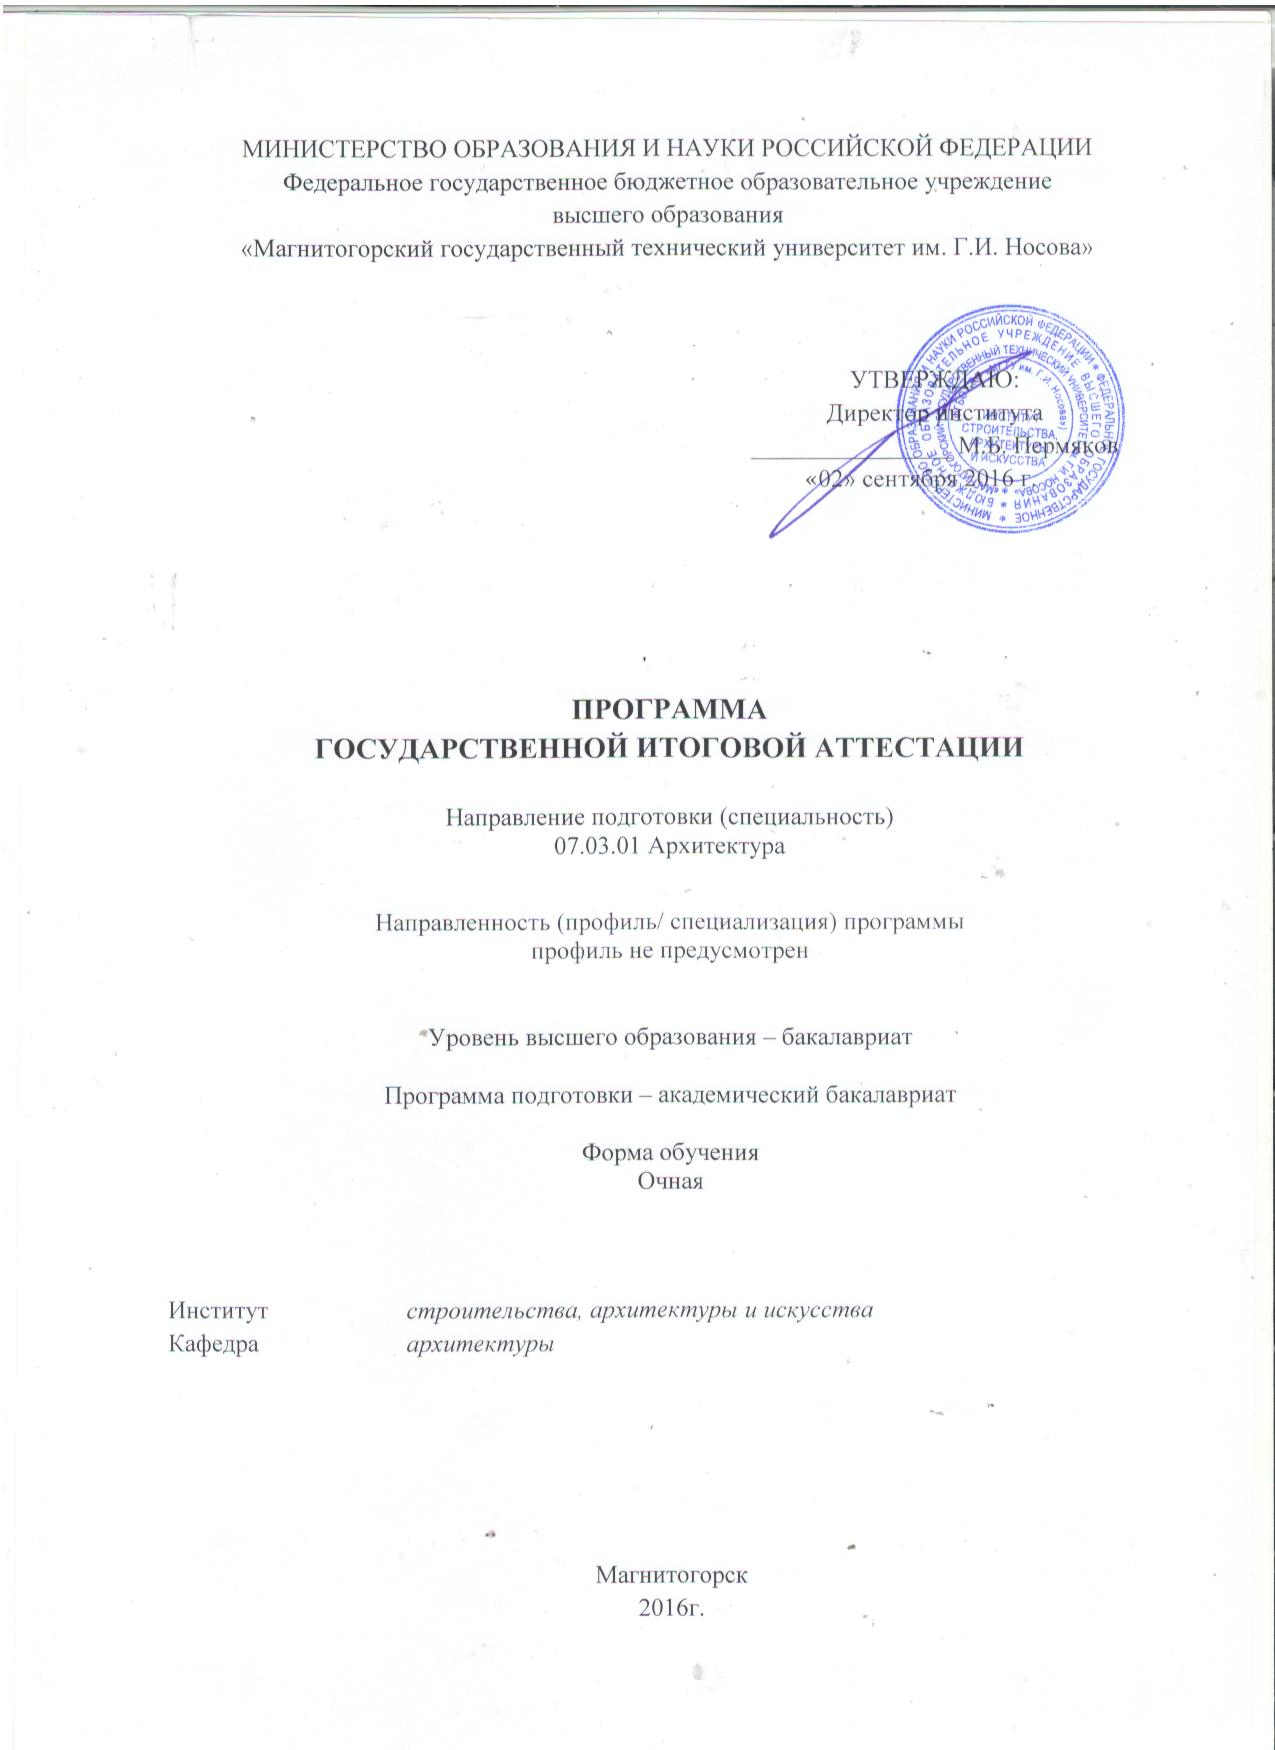 МИНИСТЕРСТВО ОБРАЗОВАНИЯ И НАУКИ РОССИЙСКОЙ ФЕДЕРАЦИИ
Федеральное государственное бюджетное образовательное учреждение
высшего образования
«Магнитогорский государственный технический университет им. Г.И. Носова»
УТВЕРЖДАЮ:
Директор института
М.Б. Пермяков
«02» сентября 2016 г.
СТРОИТЕЛЬСТВА,
АРХИТЕКТУРЫ
И ИСКУССТВА
ПРОГРАММА
ГОСУДАРСТВЕННОЙ ИТОГОВОЙ АТТЕСТАЦИИ
Направление подготовки (специальность)
07.03.01 Архитектура
Направленность (профиль/ специализация) программы
профиль не предусмотрен
Уровень высшего образования – бакалавриат
Программа подготовки – академический бакалавриат
Форма обучения
Очная
Институт строительства, архитектуры и искусства
Кафедра архитектуры
Магнитогорск
2016г.